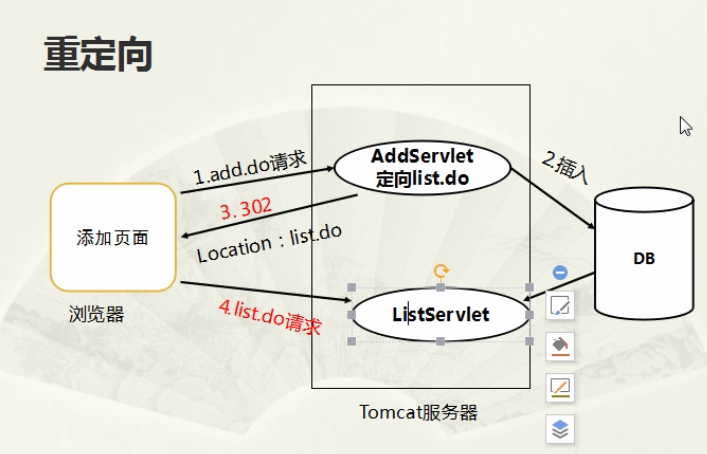 重定向
1.add.do请求
AddServlet
定向list.do
2.插入
3. 302
Location：list.do
添加页面
DB
浏览器
4.list.do请求
ListServlet
Tomcat服务器